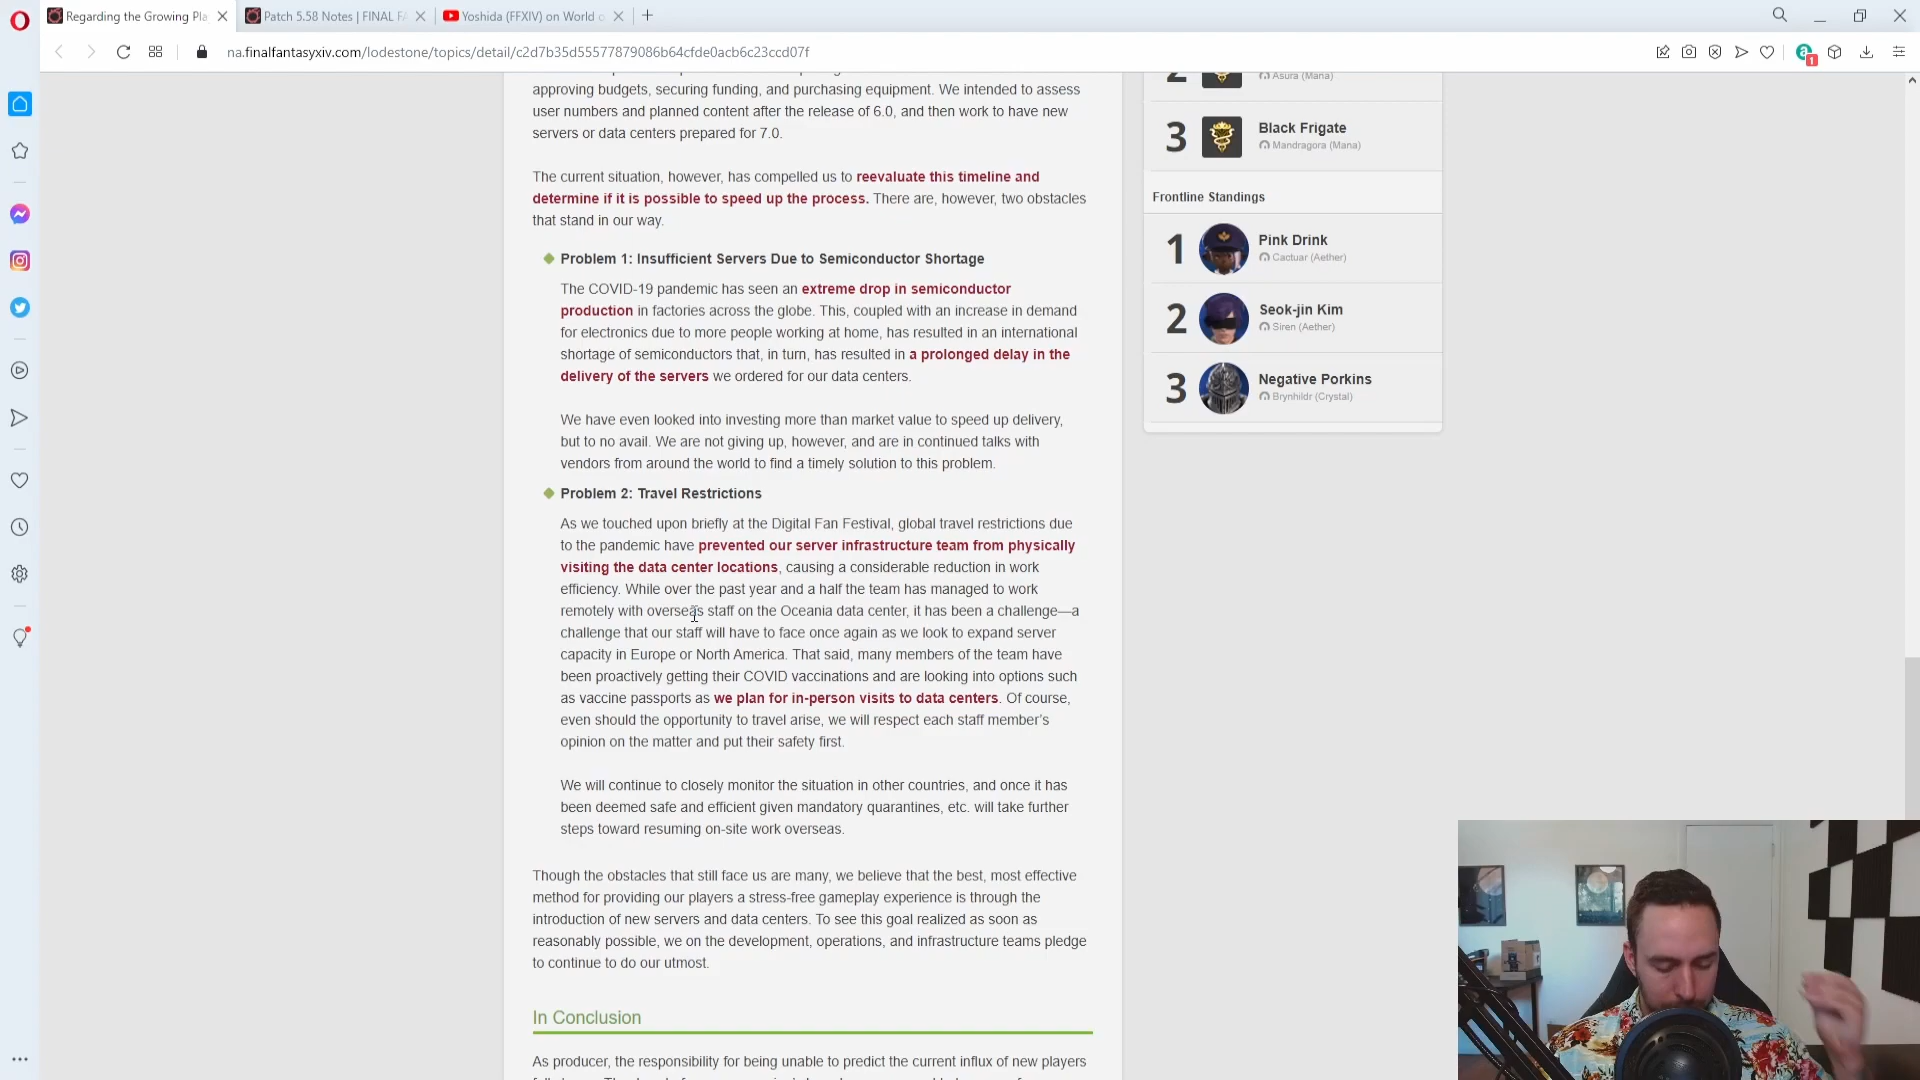 Regarding the Growing Pla
Patch 5.58 Notes | FINAL FA
Yoshida (FFXIV) on World o
na.finalfantasyxiv.com/lodestone/topics/detail/c2d7b35d55577879086b64cfde0acb6c23ccd07f
1
approving budgets, securing funding, and purchasing equipment. We intended to assess
user numbers and planned content after the release of 6.0, and then work to have new
servers or data centers prepared for 7.0.
The current situation, however, has compelled us to reevaluate this timeline and
determine if it is possible to speed up the process. There are, however, two obstacles
that stand in our way.
Problem 1: Insufficient Servers Due to Semiconductor Shortage
The COVID-19 pandemic has seen an extreme drop in semiconductor
production in factories across the globe. This, coupled with an increase in demand
for electronics due to more people working at home, has resulted in an international
shortage of semiconductors that, in turn, has resulted in a prolonged delay in the
delivery of the servers we ordered for our data centers.
We have even looked into investing more than market value to speed up delivery,
but to no avail. We are not giving up, however, and are in continued talks with
vendors from around the world to find a timely solution to this problem.
Problem 2: Travel Restrictions
As we touched upon briefly at the Digital Fan Festival, global travel restrictions due
to the pandemic have prevented our server infrastructure team from physically
visiting the data center locations, causing a considerable reduction in work
efficiency. While over the past year and a half the team has managed to work
remotely with overseas staff on the Oceania data center, it has been a challenge—a
challenge that our staff will have to face once again as we look to expand server
capacity in Europe or North America. That said, many members of the team have
been proactively getting their COVID vaccinations and are looking into options such
as vaccine passports as we plan for in-person visits to data centers. Of course,
even should the opportunity to travel arise, we will respect each staff member's
opinion on the matter and put their safety first.
We will continue to closely monitor the situation in other countries, and once it has
been deemed safe and efficient given mandatory quarantines, etc. will take further
steps toward resuming on-site work overseas.
Though the obstacles that still face us are many, we believe that the best, most effective
method for providing our players a stress-free gameplay experience is through the
introduction of new servers and data centers. To see this goal realized as soon as
reasonably possible, we on the development, operations, and infrastructure teams pledge
to continue to do our utmost.
In Conclusion
As producer, the responsibility for being unable to predict the current influx of new players
2
Asura (Mana)
3
Black Frigate
Mandragora (Mana)
Frontline Standings
1
Pink Drink
Cactuar (Aether)
2
Seok-jin Kim
Siren (Aether)
3
Negative Porkins
Brynhildr (Crystal)